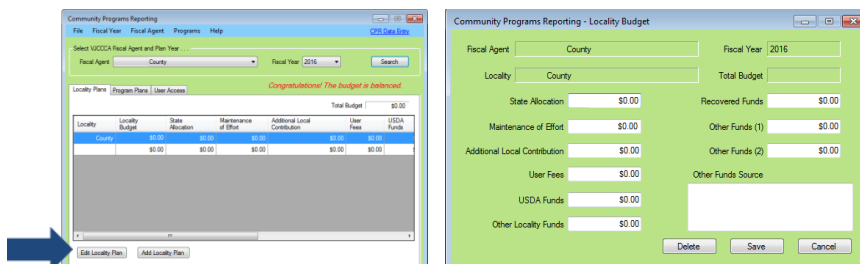 Community Programs Reporting
File Fiscal Year Fiscal Agent Programs Help CPR Data Entry
Select VJCCCA Fiscal Agent and Plan Year . . .
Fiscal Agent County Fiscal Year 2016 Search
Congratulations! The budget is balanced.
Locality Plans Program Plans User Access
Total Budget $0.00
Locality Locality Budget State Allocation Maintenance of Effort Additional Local Contribution User Fees USDA Funds
County $0.00 $0.00 $0.00 $0.00 $0.00 $0.00
$0.00 $0.00 $0.00 $0.00 $0.00 $0.00
Edit Locality Plan Add Locality Plan
Community Programs Reporting - Locality Budget
Fiscal Agent County Fiscal Year 2016
Locality County Total Budget
State Allocation $0.00 Recovered Funds $0.00
Maintenance of Effort $0.00 Other Funds (1) $0.00
Additional Local Contribution $0.00 Other Funds (2) $0.00
User Fees $0.00 Other Funds Source
USDA Funds $0.00
Other Locality Funds $0.00
Delete Save Cancel